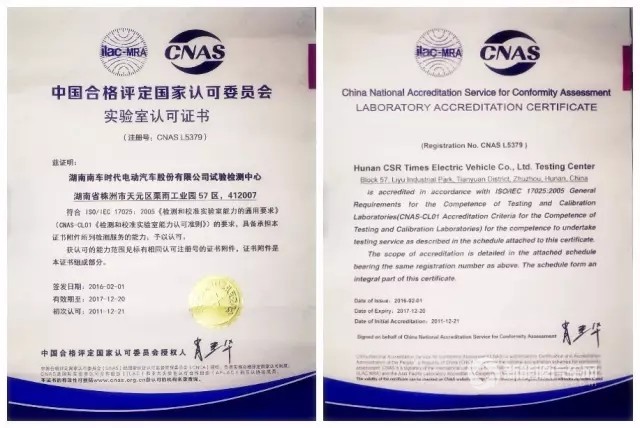 ilac-MRA
CNAS
中国合格评定国家认可委员会
实验室认可证书
(注册号: CNAS L5379)
兹证明:
湖南南车时代电动汽车股份有限公司试验检测中心
湖南省株洲市天元区栗雨工业园 57 区, 412007
符合 ISO/IEC 17025: 2005《检测和校准实验室能力的通用要求》
(CNAS-CL01《检测和校准实验室能力认可准则》) 的要求, 具备承担本
证书附件所列检测服务的能力, 予以认可。
获认可的能力范围见标有相同认可注册号的证书附件, 证书附件是
本证书组成部分。
签发日期: 2016-02-01
有效期至: 2017-12-20
初次认可: 2011-12-21
中国合格评定国家认可委员会授权人
ilac-MRA
CNAS
China National Accreditation Service for Conformity Assessment
LABORATORY ACCREDITATION CERTIFICATE
(Registration No. CNAS L5379)
Hunan CSR Times Electric Vehicle Co., Ltd. Testing Center
Block 57, Liyu Industrial Park, Tianyuan District, Zhuzhou, Hunan, China
is accredited in accordance with ISO/IEC 17025:2005 General
Requirements for the Competence of Testing and Calibration
Laboratories(CNAS-CL01 Accreditation Criteria for the Competence of
Testing and Calibration Laboratories) for the competence to undertake
testing service as described in the schedule attached to this certificate.
The scope of accreditation is detailed in the attached schedule
bearing the same registration number as above. The schedule form an
integral part of this certificate.
Date of Issue: 2016-02-01
Date of Expiry: 2017-12-20
Date of Initial Accreditation: 2011-12-21
Signed on behalf of China National Accreditation Service for Conformity Assessment